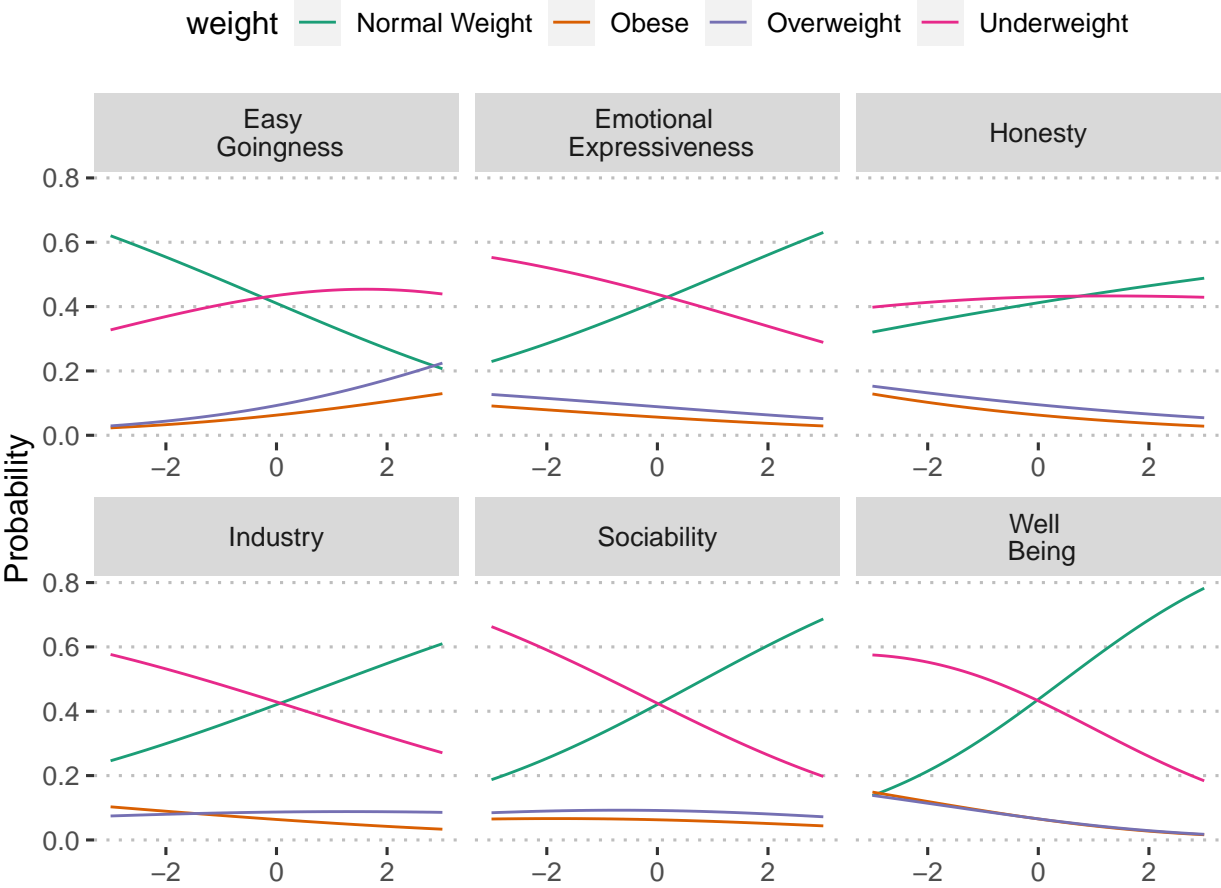 weight Normal Weight Obese Overweight Underweight
Easy
Goingness
Emotional
Expressiveness
Honesty
0.8
0.6
0.4
0.2
0.0
−2 0 2
−2 0 2
−2 0 2
Probability
Industry
Sociability
Well
Being
0.8
0.6
0.4
0.2
0.0
−2 0 2
−2 0 2
−2 0 2